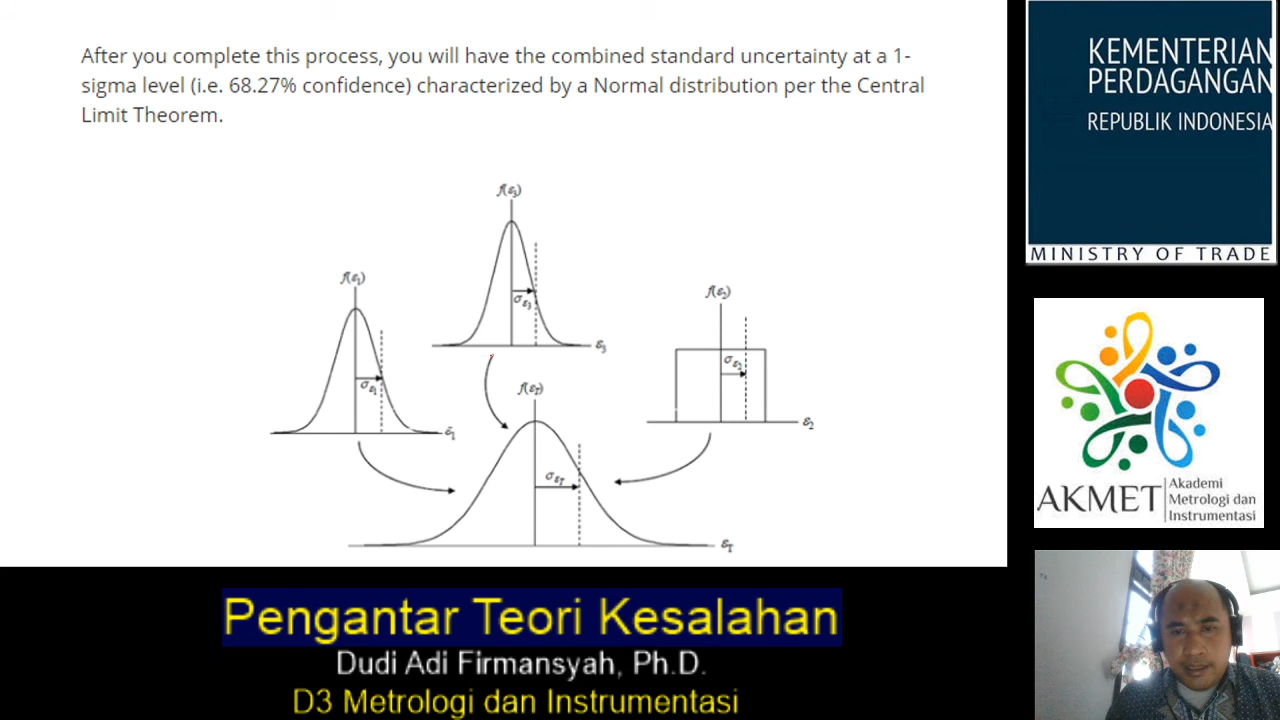 After you complete this process, you will have the combined standard uncertainty at a 1-
sigma level (i.e. 68.27% confidence) characterized by a Normal distribution per the Central
Limit Theorem.
f(ε₃)
σε₃
ε₃
f(ε₁)
σε₁
ε₁
f(ε₂)
σε₂
ε₂
f(εT)
σεT
εT
KEMENTERIAN
PERDAGANGAN
REPUBLIK INDONESIA
MINISTRY OF TRADE
AKMET
Akademi
Metrologi dan
Instrumentasi
Pengantar Teori Kesalahan
Dudi Adi Firmansyah, Ph.D.
D3 Metrologi dan Instrumentasi